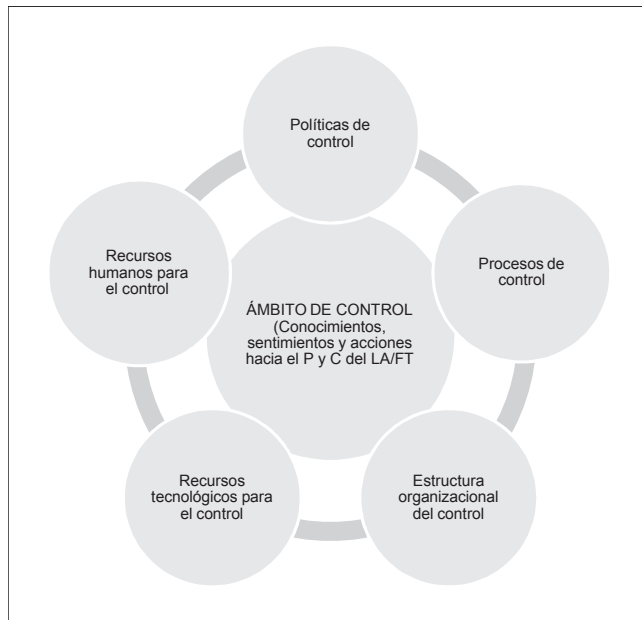 Políticas de
control
Procesos de
control
Estructura
organizacional
del control
Recursos
tecnológicos para
el control
Recursos
humanos para
el control
ÁMBITO DE CONTROL
(Conocimientos,
sentimientos y acciones
hacia el P y C del LA/FT